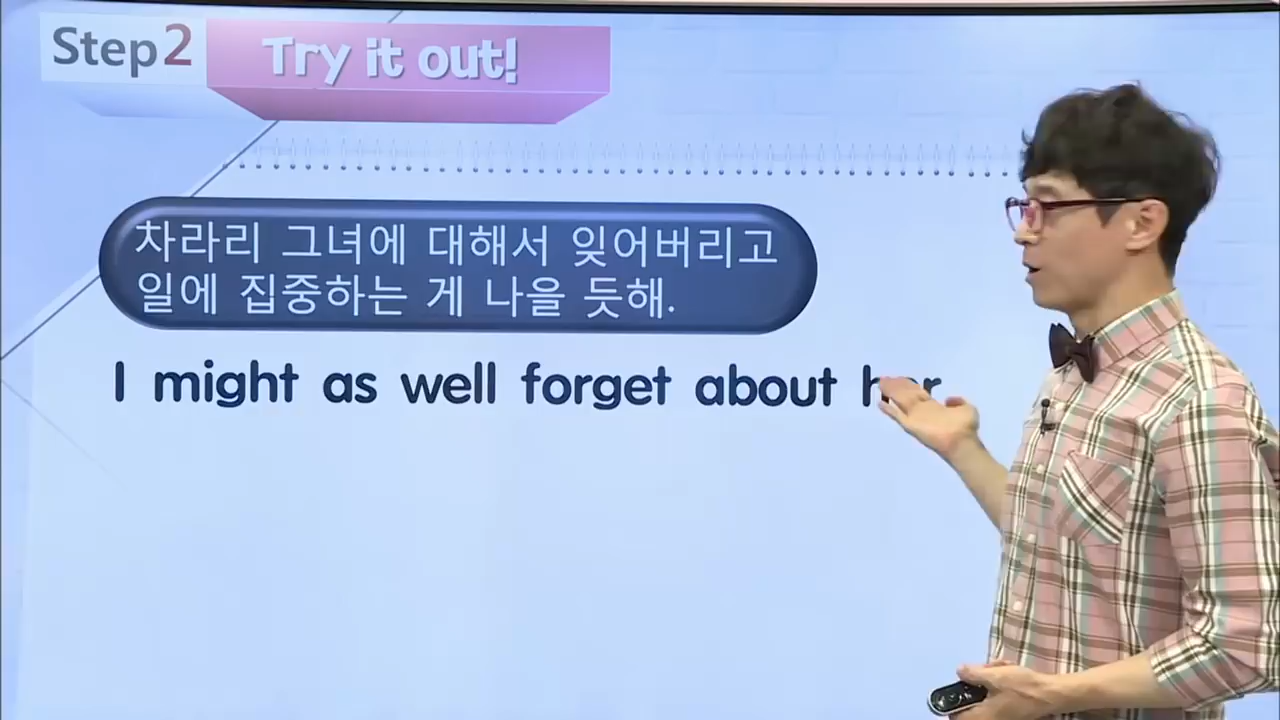 Step2
Try it out!
차라리 그녀에 대해서 잊어버리고
일에 집중하는 게 나을 듯해.
I might as well forget about her